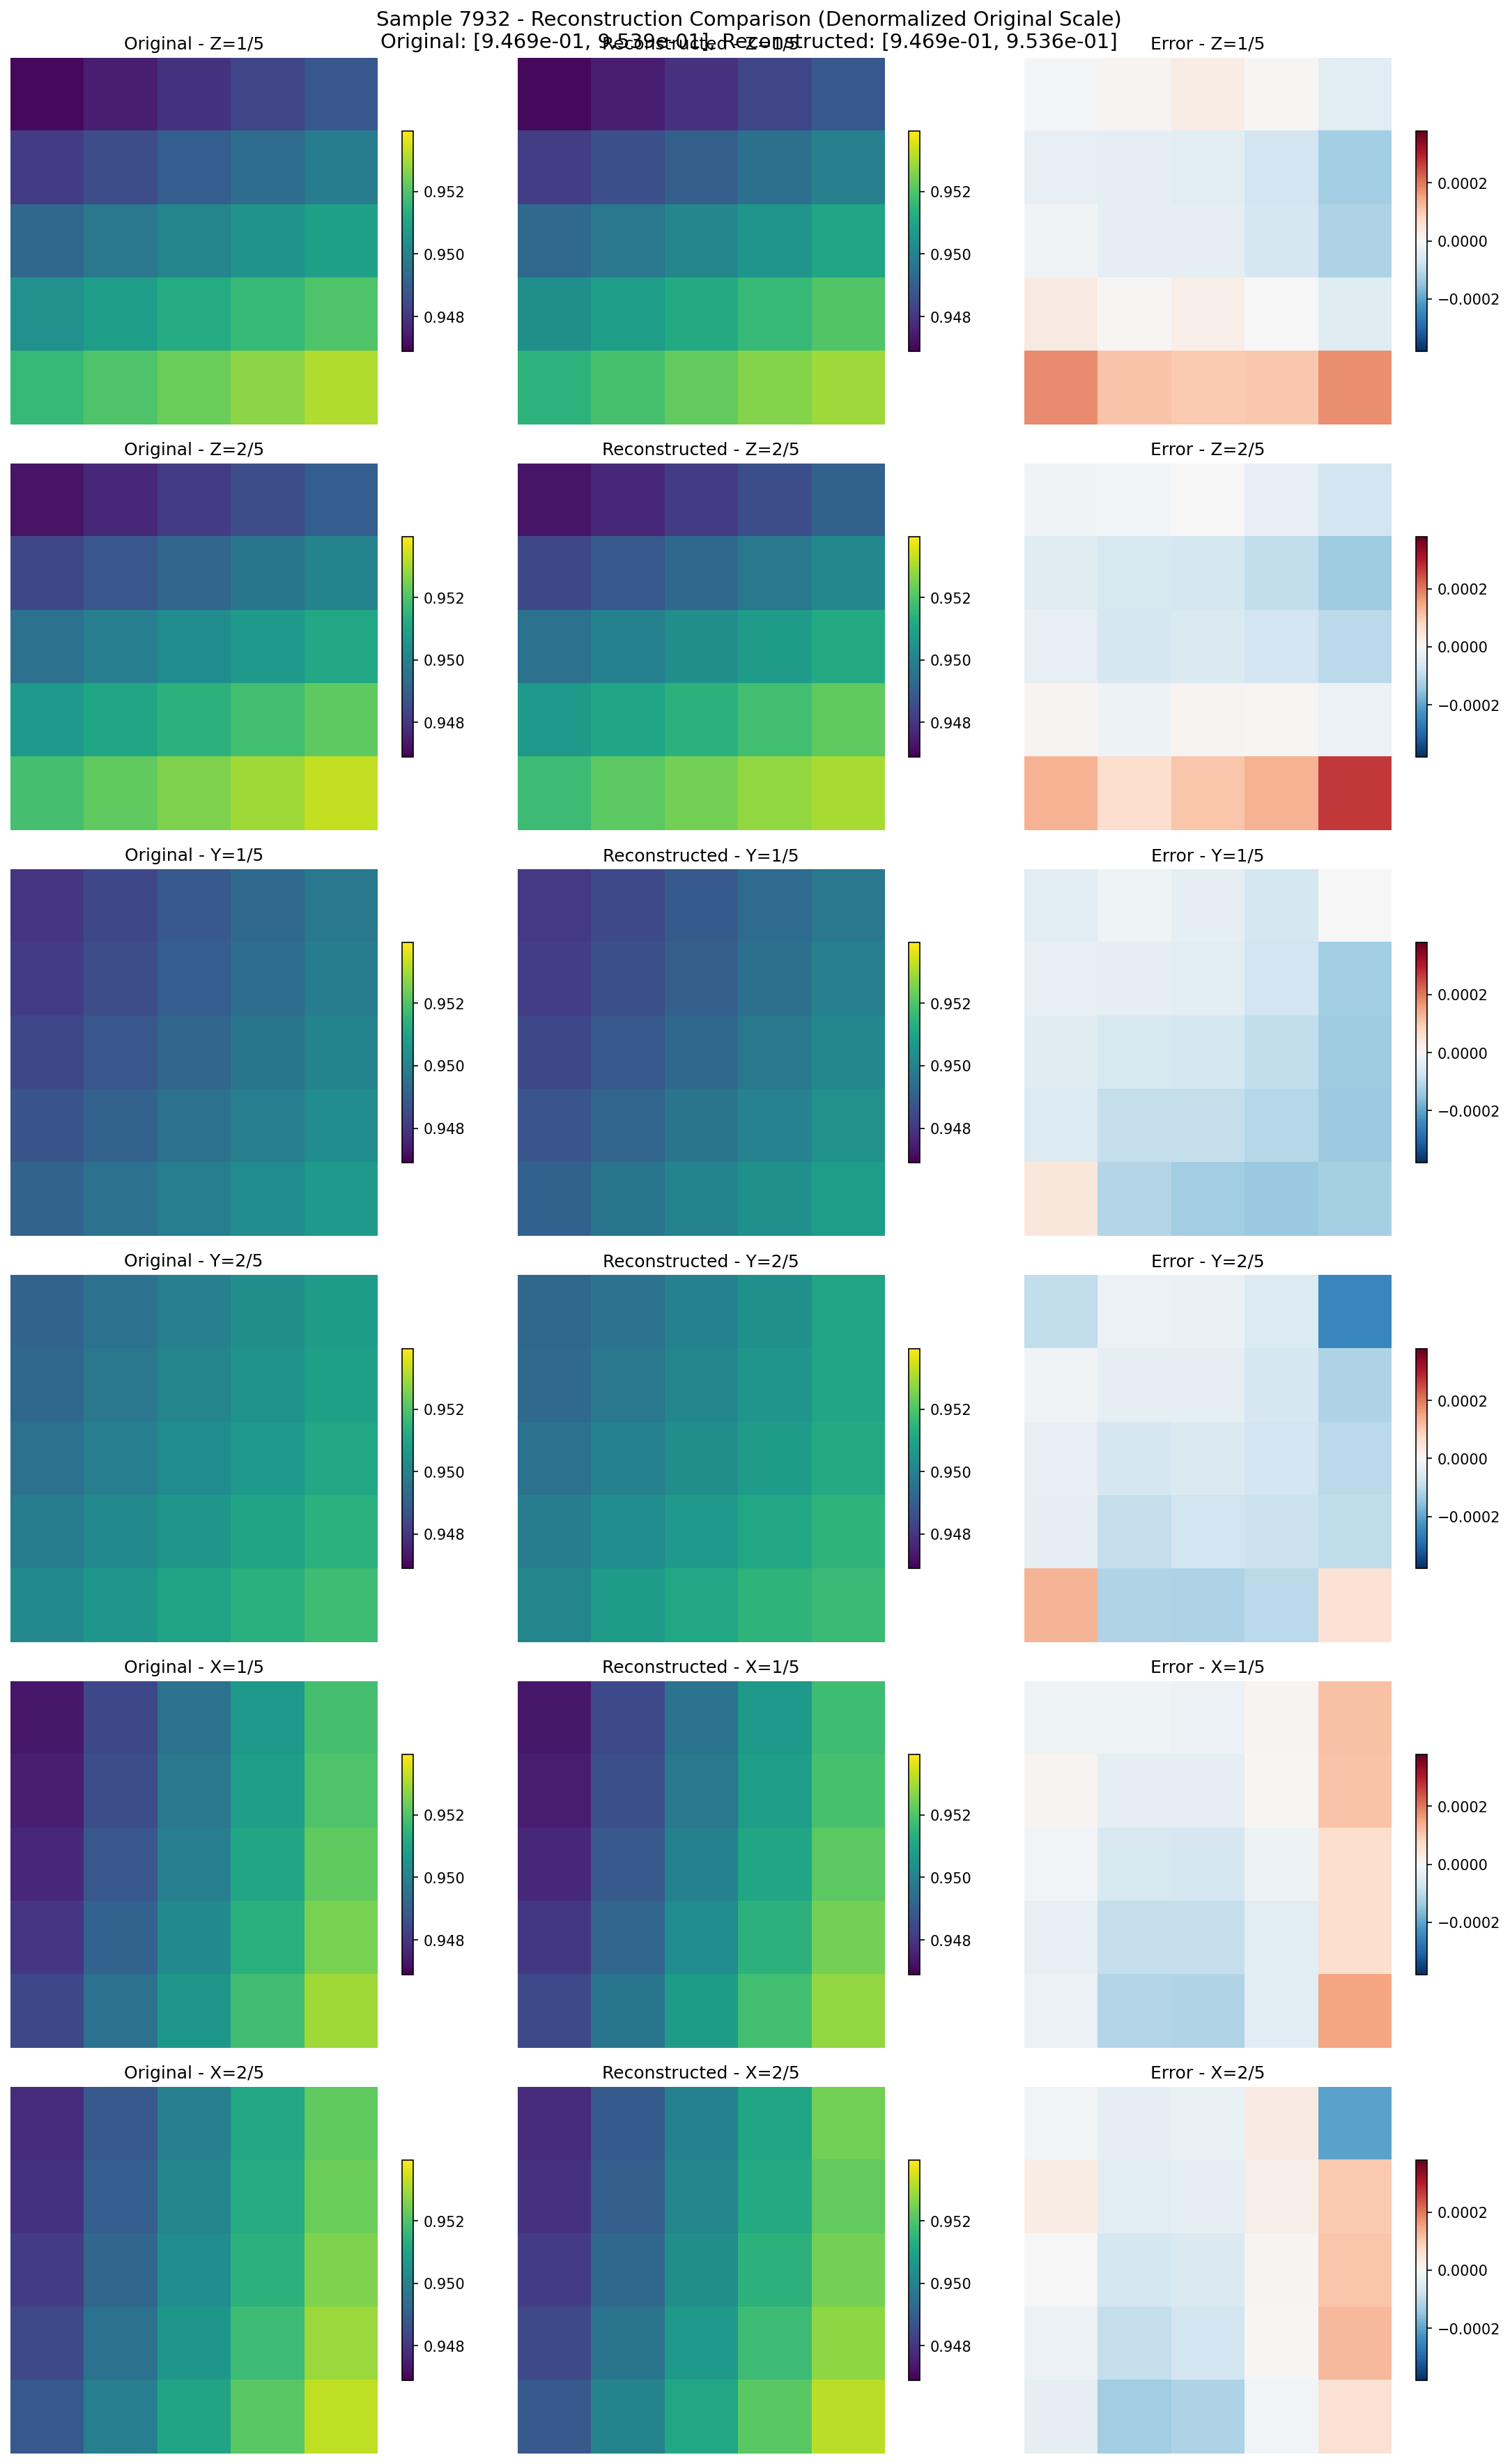 Sample 7932 - Reconstruction Comparison (Denormalized Original Scale)
Original: [9.469e-01, 9.539e-01], Reconstructed: [9.469e-01, 9.536e-01]
Original - Z=1/5
Reconstructed - Z=1/5
Error - Z=1/5
0.952
0.950
0.948
0.952
0.950
0.948
0.0002
0.0000
−0.0002
Original - Z=2/5
Reconstructed - Z=2/5
Error - Z=2/5
0.952
0.950
0.948
0.952
0.950
0.948
0.0002
0.0000
−0.0002
Original - Y=1/5
Reconstructed - Y=1/5
Error - Y=1/5
0.952
0.950
0.948
0.952
0.950
0.948
0.0002
0.0000
−0.0002
Original - Y=2/5
Reconstructed - Y=2/5
Error - Y=2/5
0.952
0.950
0.948
0.952
0.950
0.948
0.0002
0.0000
−0.0002
Original - X=1/5
Reconstructed - X=1/5
Error - X=1/5
0.952
0.950
0.948
0.952
0.950
0.948
0.0002
0.0000
−0.0002
Original - X=2/5
Reconstructed - X=2/5
Error - X=2/5
0.952
0.950
0.948
0.952
0.950
0.948
0.0002
0.0000
−0.0002